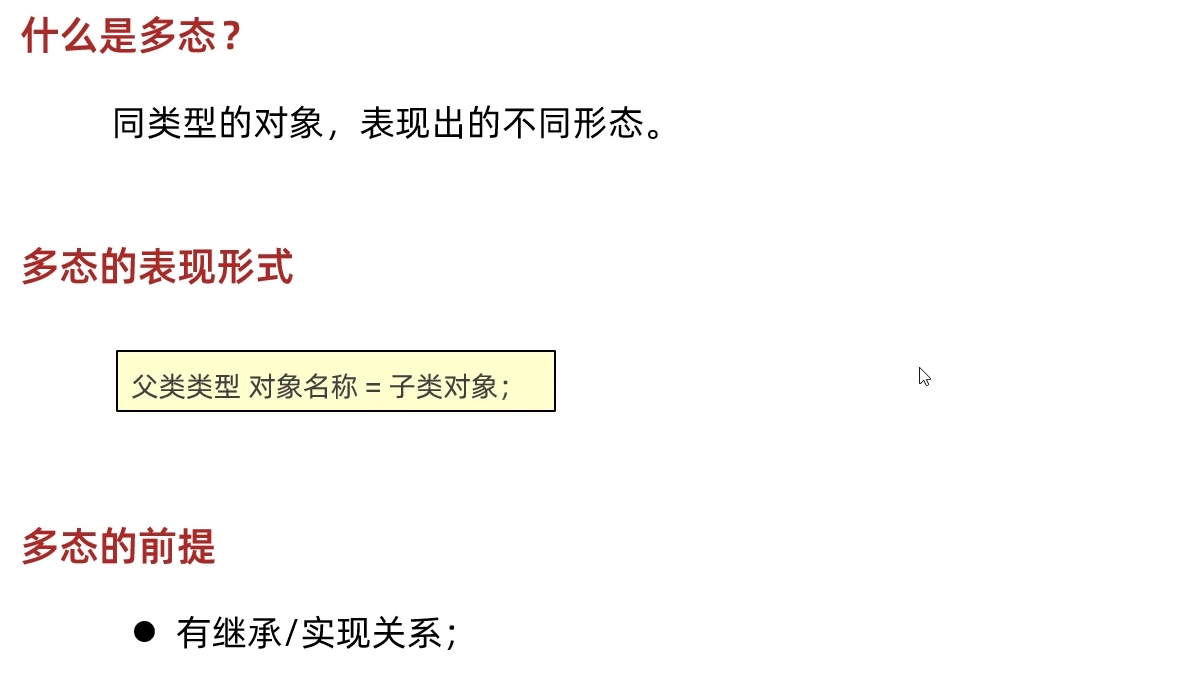 什么是多态？
同类型的对象，表现出的不同形态。
多态的表现形式
父类类型 对象名称 = 子类对象；
多态的前提
● 有继承/实现关系；